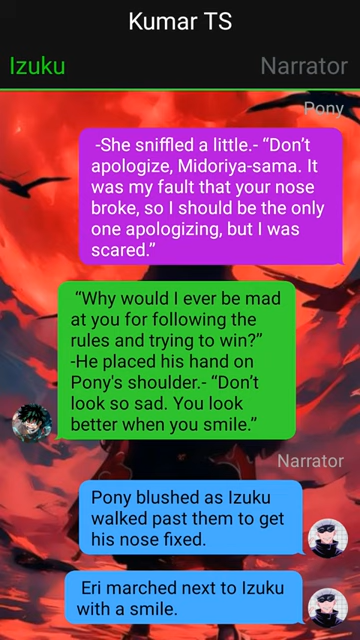 Kumar TS
Izuku
Narrator
Pony
-She sniffled a little.- “Don’t
apologize, Midoriya-sama. It
was my fault that your nose
broke, so I should be the only
one apologizing, but I was
scared.”
“Why would I ever be mad
at you for following the
rules and trying to win?”
-He placed his hand on
Pony's shoulder.- “Don’t
look so sad. You look
better when you smile.”
Narrator
Pony blushed as Izuku
walked past them to get
his nose fixed.
Eri marched next to Izuku
with a smile.